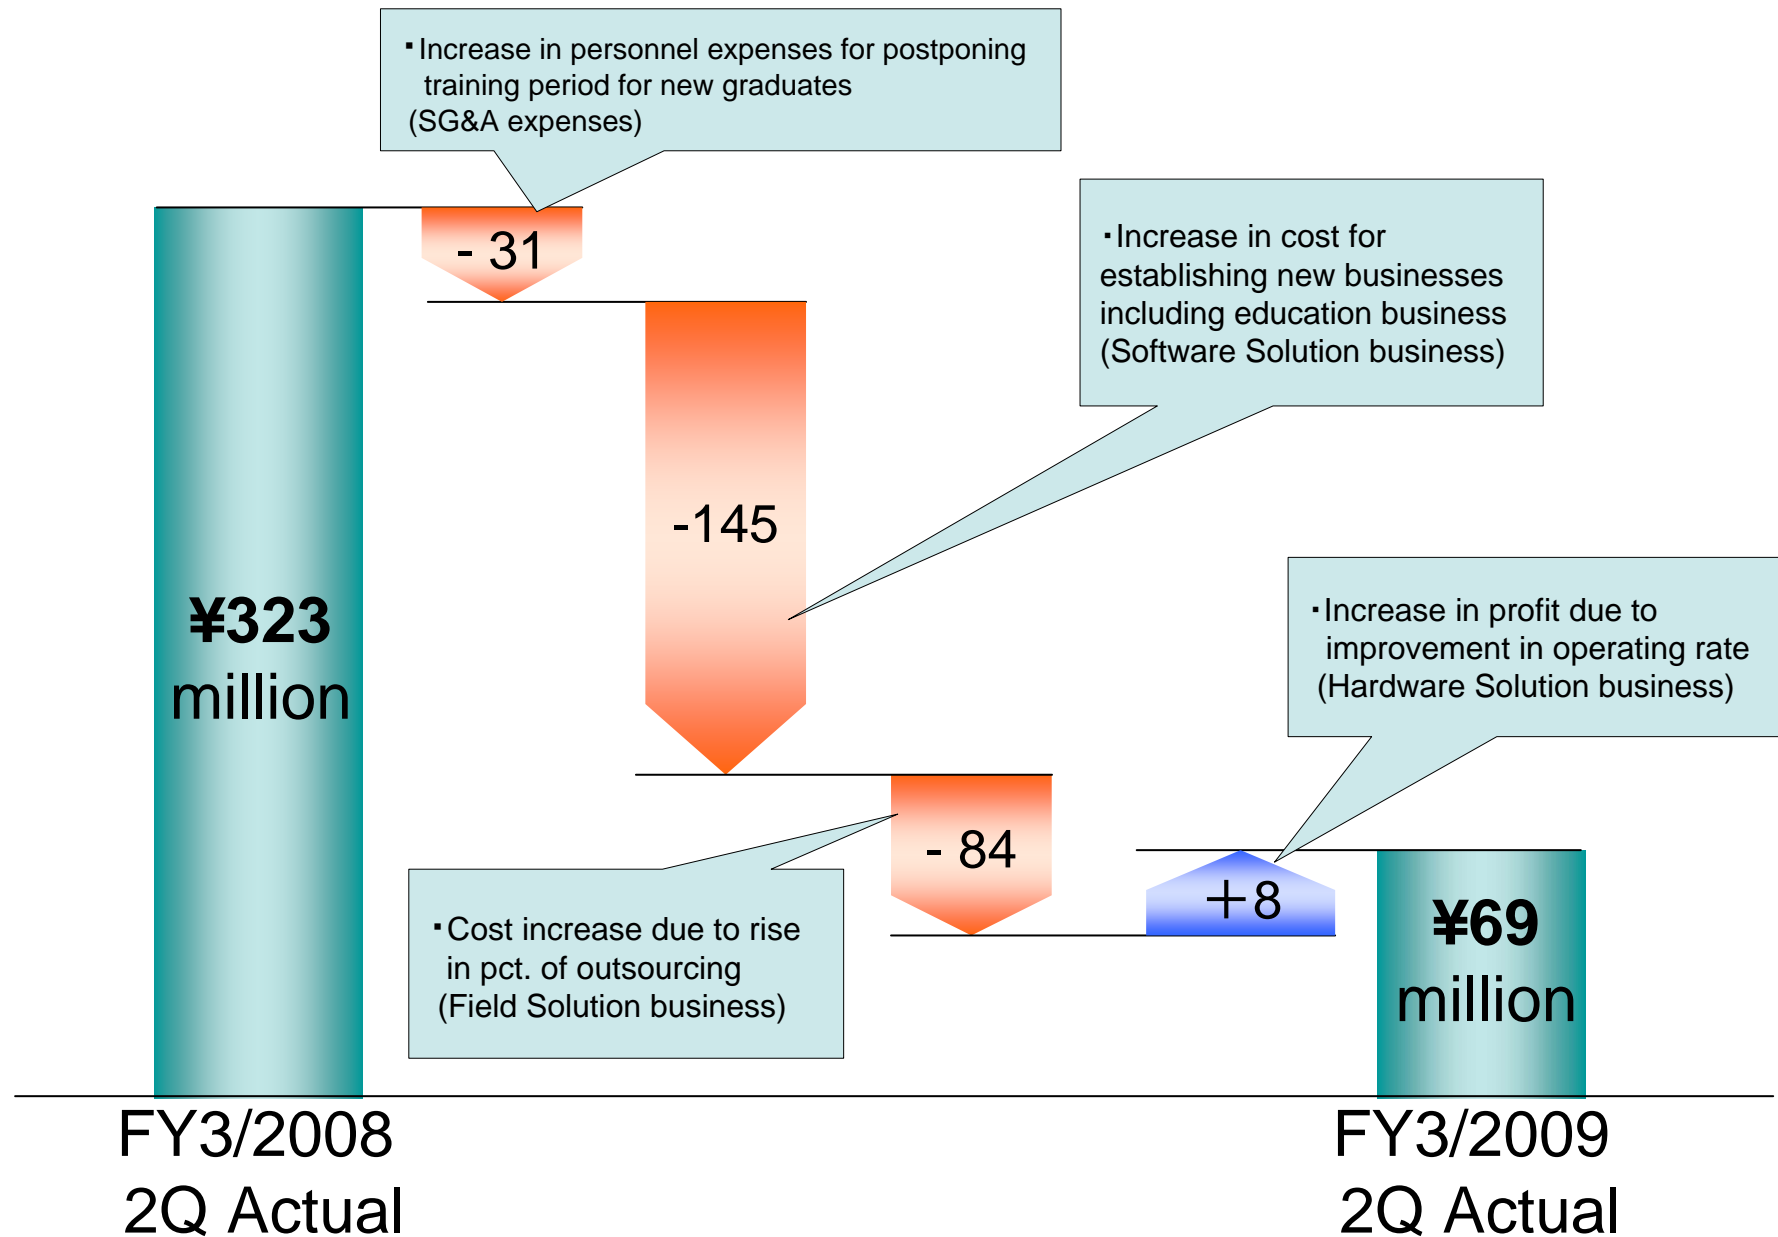 ・Increase in personnel expenses for postponing
training period for new graduates
(SG&A expenses)
- 31
・Increase in cost for
establishing new businesses
including education business
(Software Solution business)
-145
¥323
million
・Increase in profit due to
improvement in operating rate
(Hardware Solution business)
- 84
＋8
・Cost increase due to rise
in pct. of outsourcing
(Field Solution business)
¥69
million
FY3/2008
2Q Actual
FY3/2009
2Q Actual